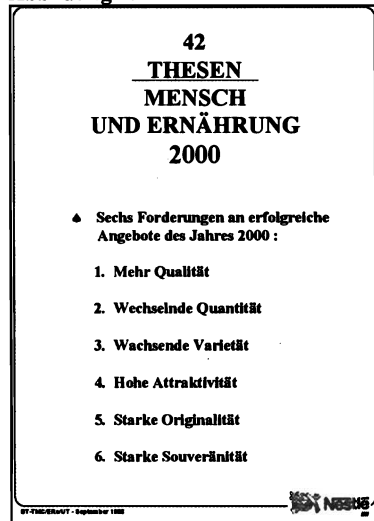 42
THESEN
MENSCH
UND ERNÄHRUNG
2000
♠ Sechs Forderungen an erfolgreiche
Angebote des Jahres 2000 :
1. Mehr Qualität
2. Wechselnde Quantität
3. Wachsende Varietät
4. Hohe Attraktivität
5. Starke Originalität
6. Starke Souveränität
Nestlé